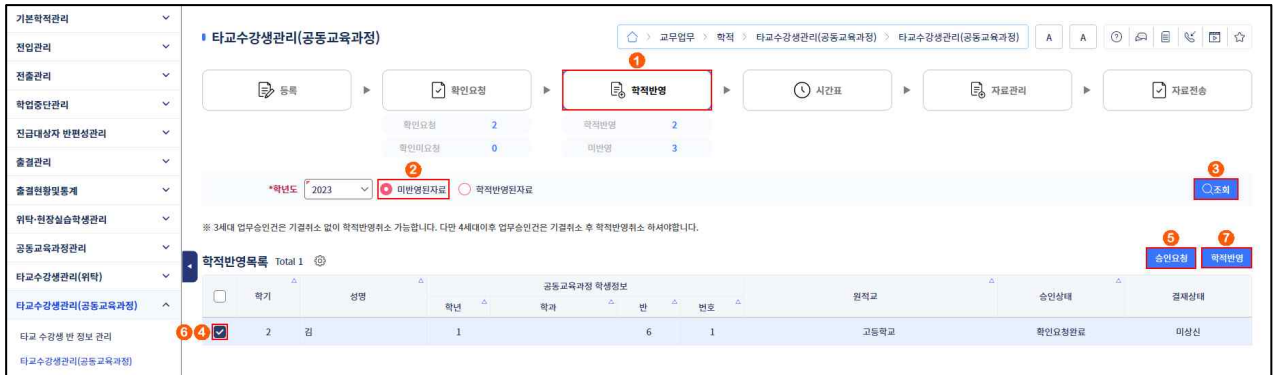 기본학적관리
전입관리
전출관리
학업중단관리
진급대상자 반편성관리
출결관리
출결현황및통계
위탁·현장실습학생관리
공동교육과정관리
타교수강생관리(위탁)
타교수강생관리(공동교육과정)
타교 수강생 반 정보 관리
타교수강생관리(공동교육과정)
타교수강생관리(공동교육과정)
> 교무업무 > 학적 > 타교수강생관리(공동교육과정) > 타교수강생관리(공동교육과정)
A A
1
등록 ▶ 확인요청 ▶ 학적반영 ▶ 시간표 ▶ 자료관리 ▶ 자료전송
확인요청 2 학적반영 2
확인미요청 0 미반영 3
2 3
*학년도 2023 미반영된자료 학적반영된자료 조회
※ 3세대 업무승인건은 기결취소 없이 학적반영취소 가능합니다. 다만 4세대이후 업무승인건은 기결취소 후 학적반영취소 하셔야합니다.
5 7
학적반영목록 Total 1 승인요청 학적반영
학기 성명 공동교육과정 학생정보 원적교 승인상태 결재상태
학년 학과 반 번호
6 4 2 김 1 6 1 고등학교 확인요청완료 미상신